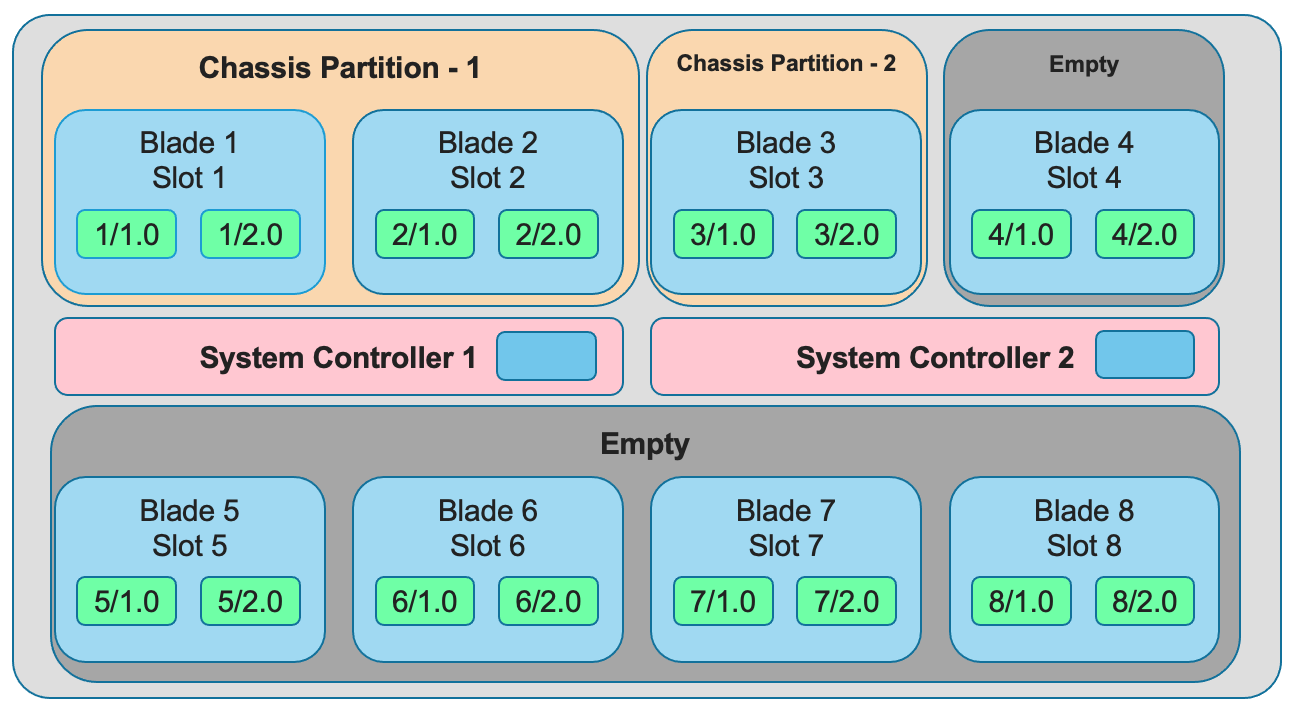 Chassis Partition - 1
Blade 1
Slot 1
1/1.0 1/2.0
Blade 2
Slot 2
2/1.0 2/2.0
Chassis Partition - 2
Blade 3
Slot 3
3/1.0 3/2.0
Empty
Blade 4
Slot 4
4/1.0 4/2.0
System Controller 1
System Controller 2
Empty
Blade 5
Slot 5
5/1.0 5/2.0
Blade 6
Slot 6
6/1.0 6/2.0
Blade 7
Slot 7
7/1.0 7/2.0
Blade 8
Slot 8
8/1.0 8/2.0